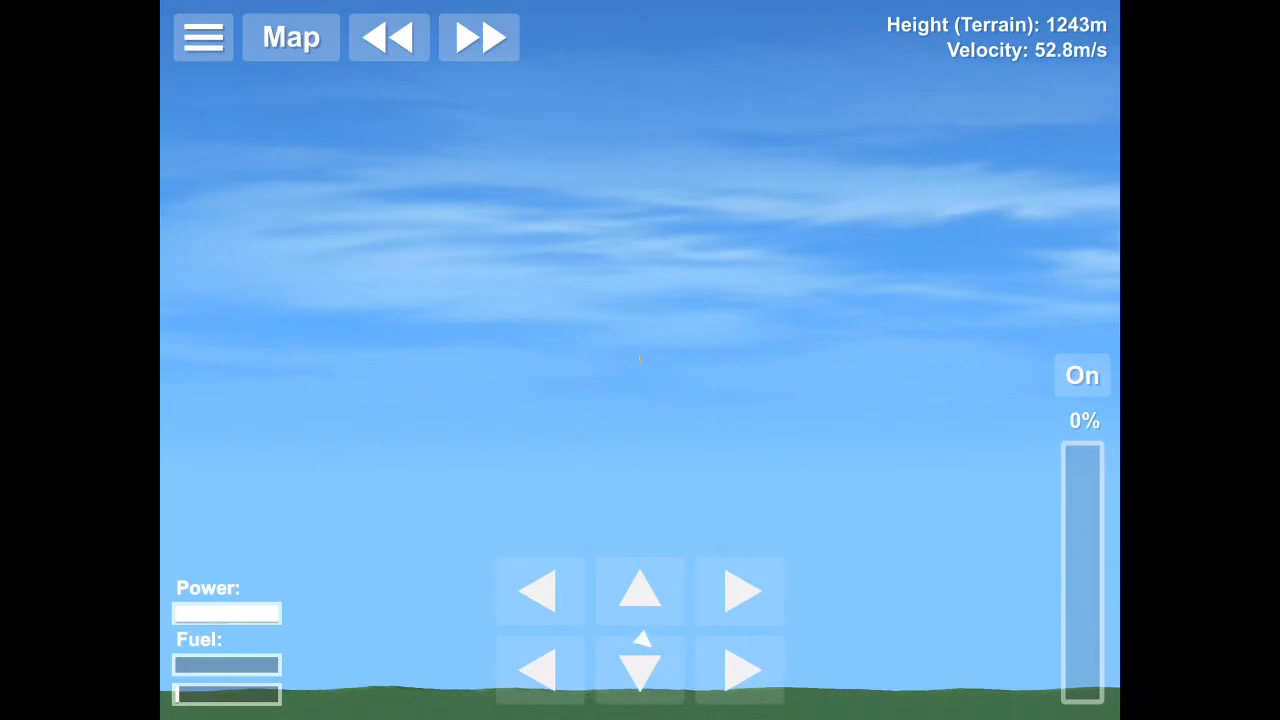 Map
Height (Terrain): 1243m
Velocity: 52.8m/s
On
0%
Power:
Fuel: